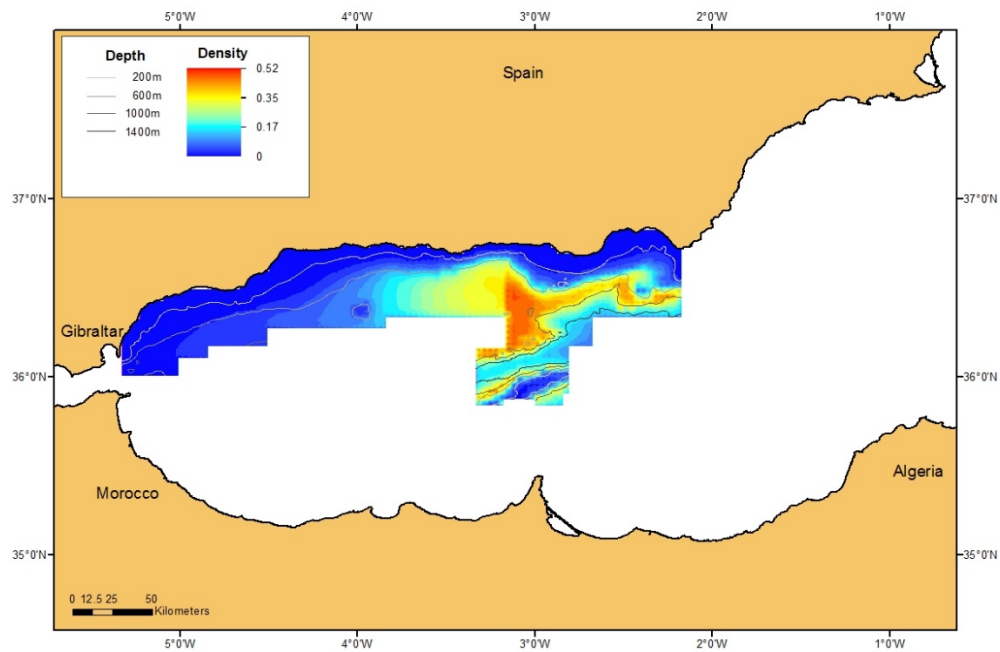 5°0'W 4°0'W 3°0'W 2°0'W 1°0'W
Depth
200m
600m
1000m
1400m
Density
0.52
0.35
0.17
0
Spain
37°0'N 37°0'N
Gibraltar
36°0'N 36°0'N
Morocco
Algeria
35°0'N 35°0'N
0 12.5 25 50
Kilometers
5°0'W 4°0'W 3°0'W 2°0'W 1°0'W